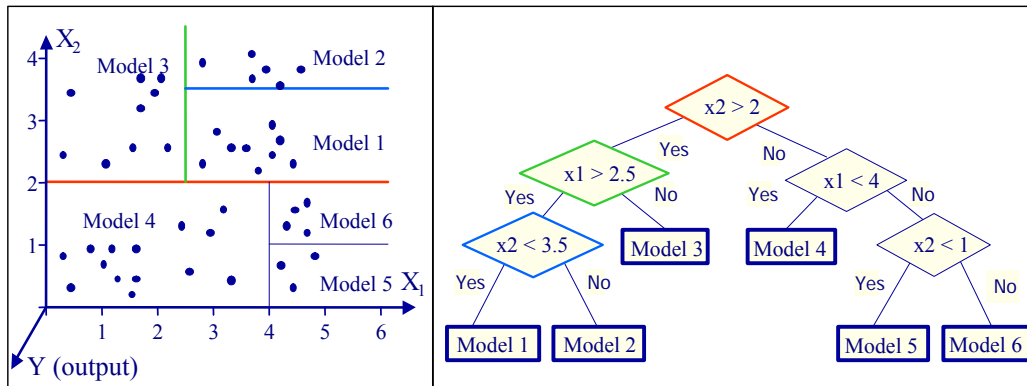 X2
4
Model 3
Model 2
3
Model 1
2
Model 4
Model 6
1
Model 5
X1
1 2 3 4 5 6
Y (output)
x2 > 2
Yes
No
x1 > 2.5
x1 < 4
Yes
No
Yes
No
x2 < 3.5
Model 3
Model 4
x2 < 1
Yes
No
Yes
No
Model 1
Model 2
Model 5
Model 6